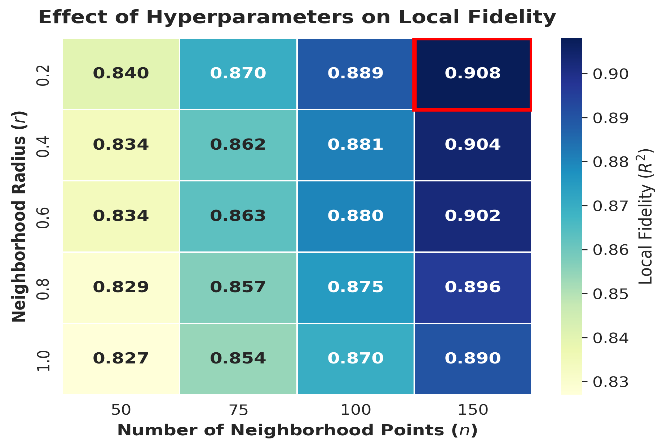 Effect of Hyperparameters on Local Fidelity
Neighborhood Radius (r)
0.2 0.840 0.870 0.889 0.908
0.4 0.834 0.862 0.881 0.904
0.6 0.834 0.863 0.880 0.902
0.8 0.829 0.857 0.875 0.896
1.0 0.827 0.854 0.870 0.890
50 75 100 150
Number of Neighborhood Points (n)
0.90
0.89
0.88
0.87
0.86
0.85
0.84
0.83
Local Fidelity (R²)